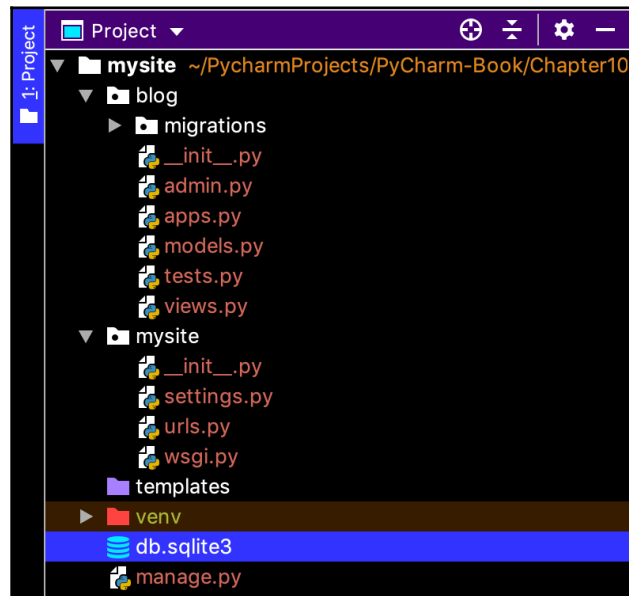 1: Project
Project
mysite ~/PycharmProjects/PyCharm-Book/Chapter10
blog
migrations
__init__.py
admin.py
apps.py
models.py
tests.py
views.py
mysite
__init__.py
settings.py
urls.py
wsgi.py
templates
venv
db.sqlite3
manage.py